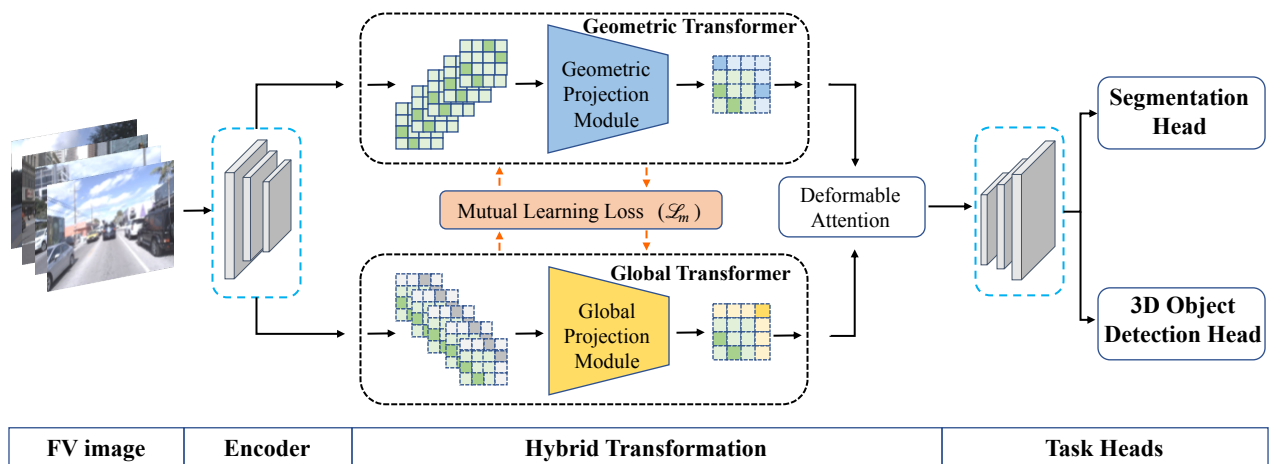 Geometric Transformer
Geometric
Projection
Module
Segmentation
Head
Mutual Learning Loss (ℒm)
Deformable
Attention
Global Transformer
Global
Projection
Module
3D Object
Detection Head
FV image
Encoder
Hybrid Transformation
Task Heads